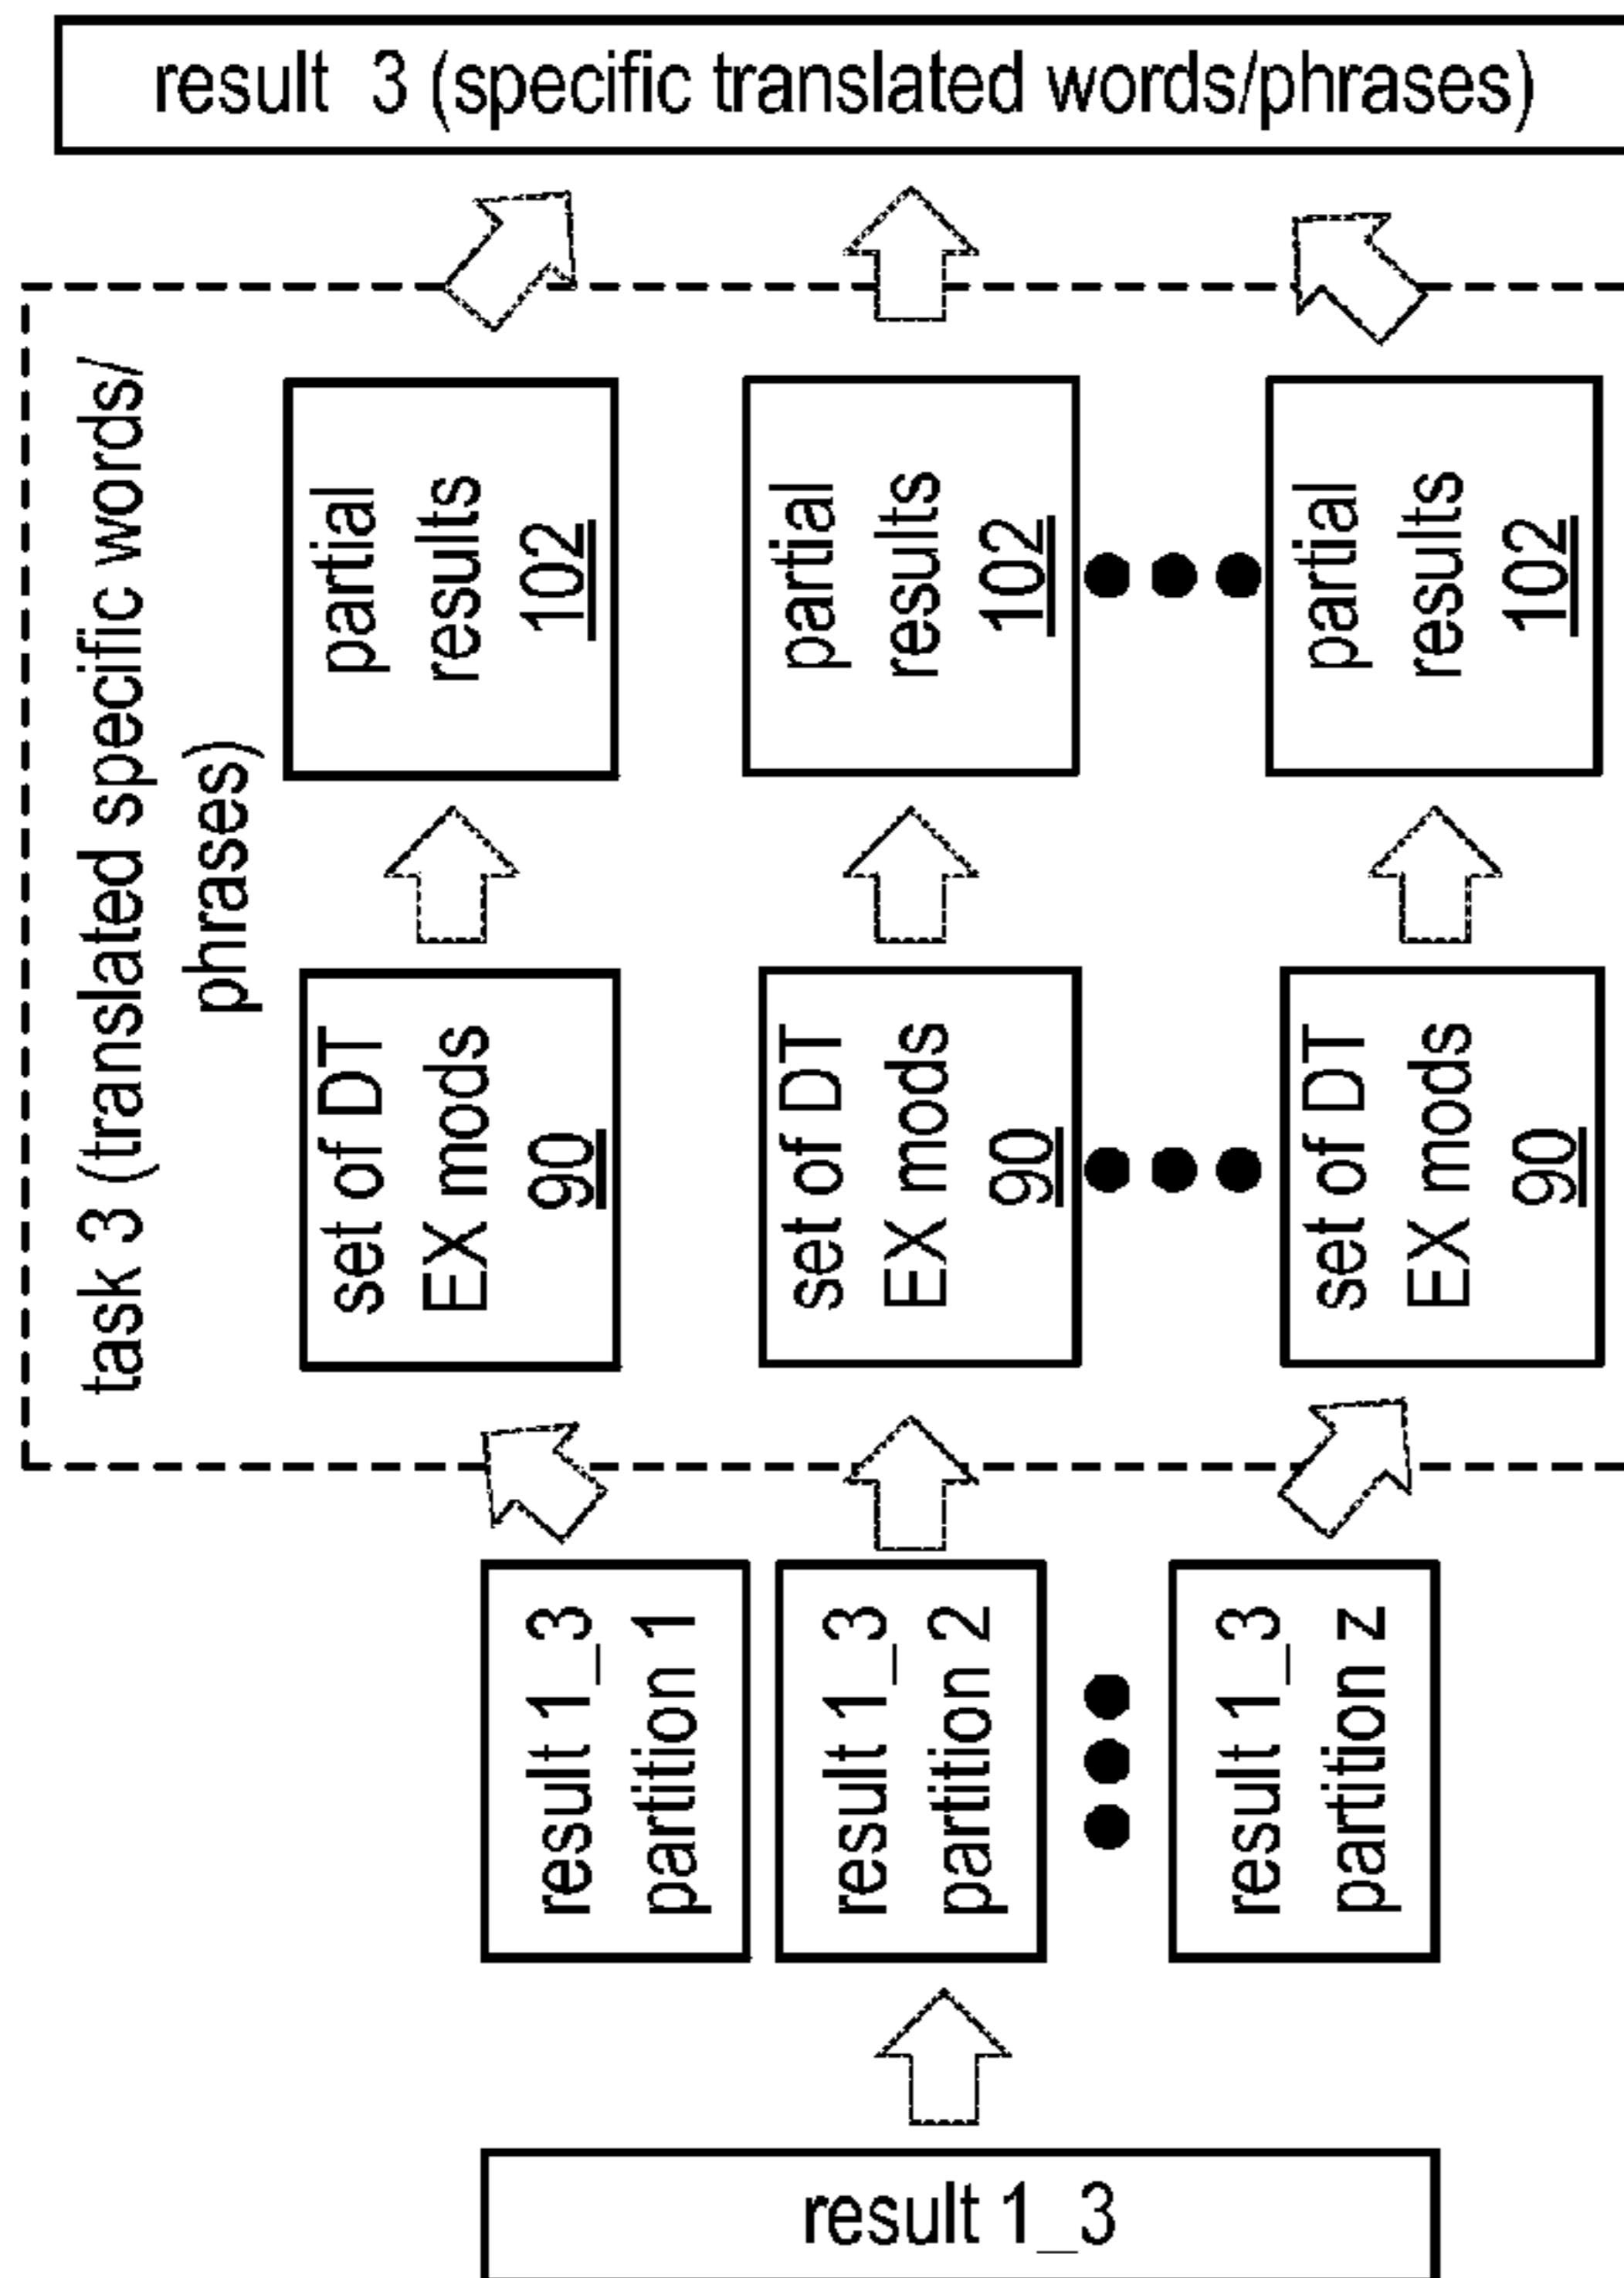 result 3 (specific translated words/phrases)
task 3 (translated specific words/
phrases)
partial
results
102
partial
results
102
partial
results
102
set of DT
EX mods
90
set of DT
EX mods
90
set of DT
EX mods
90
result 1_3
partition 1
result 1_3
partition 2
result 1_3
partition z
result 1_3